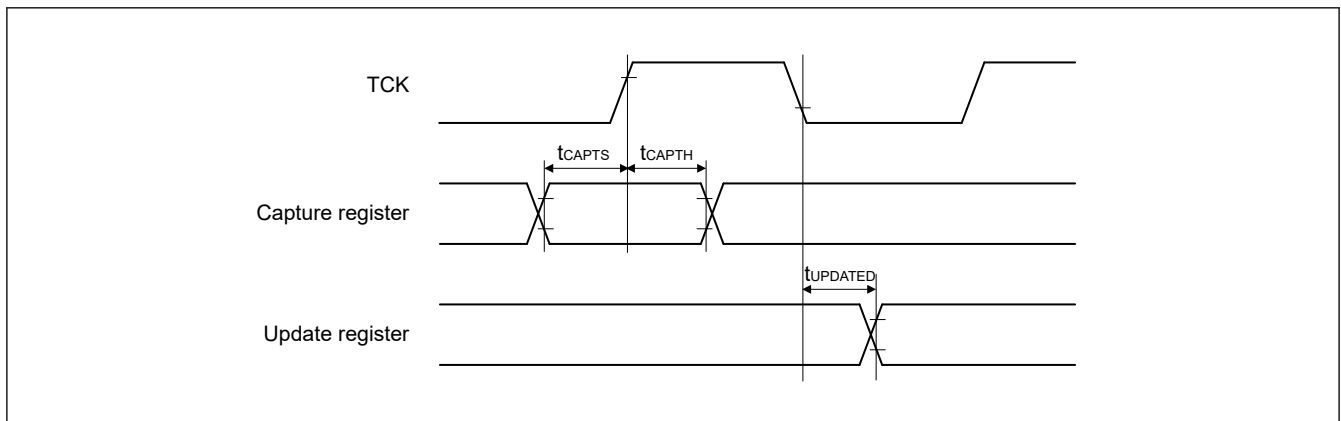 TCK
tCAPTS
tCAPTH
Capture register
tUPDATED
Update register